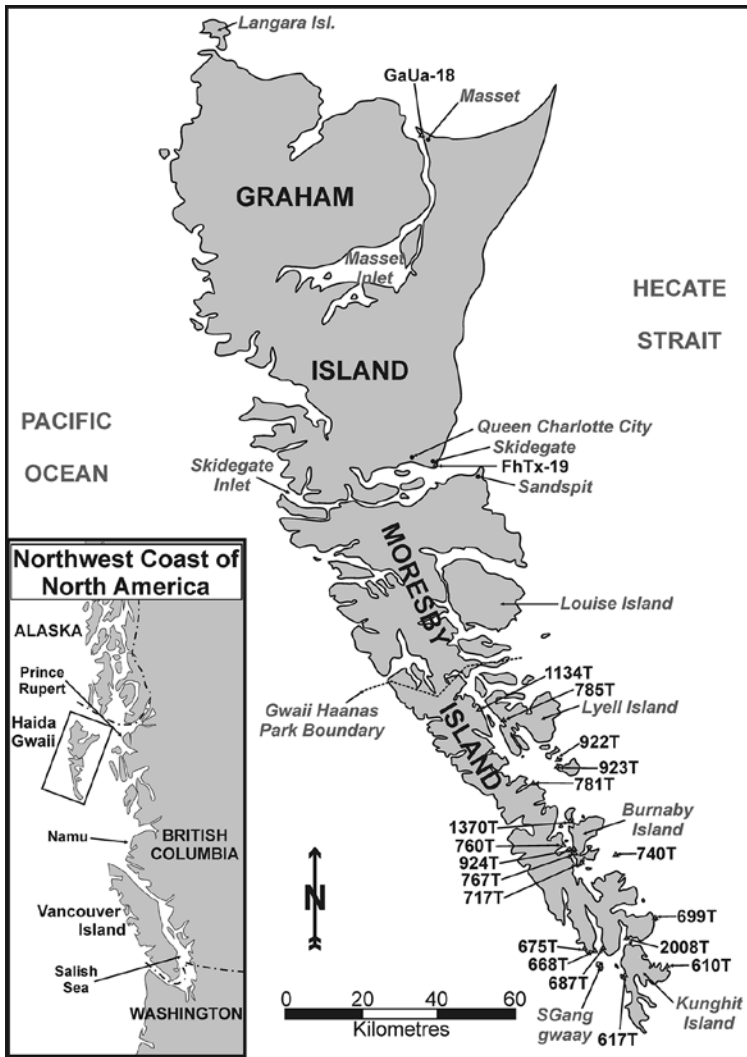 Langara Isl.
GaUa-18
Masset
GRAHAM
Masset
Inlet
HECATE
STRAIT
ISLAND
PACIFIC
OCEAN
Queen Charlotte City
Skidegate
FhTx-19
Skidegate
Inlet
Sandspit
MORESBY
ISLAND
Louise Island
1134T
785T
Lyell Island
Gwaii Haanas
Park Boundary
922T
923T
781T
1370T
Burnaby
Island
760T
924T
740T
767T
717T
699T
675T
2008T
668T
610T
687T
SGang
gwaay
Kunghit
Island
617T
N
0 20 40 60
Kilometres
Northwest Coast of
North America
ALASKA
Prince
Rupert
Haida
Gwaii
Namu
BRITISH
COLUMBIA
Vancouver
Island
Salish
Sea
WASHINGTON